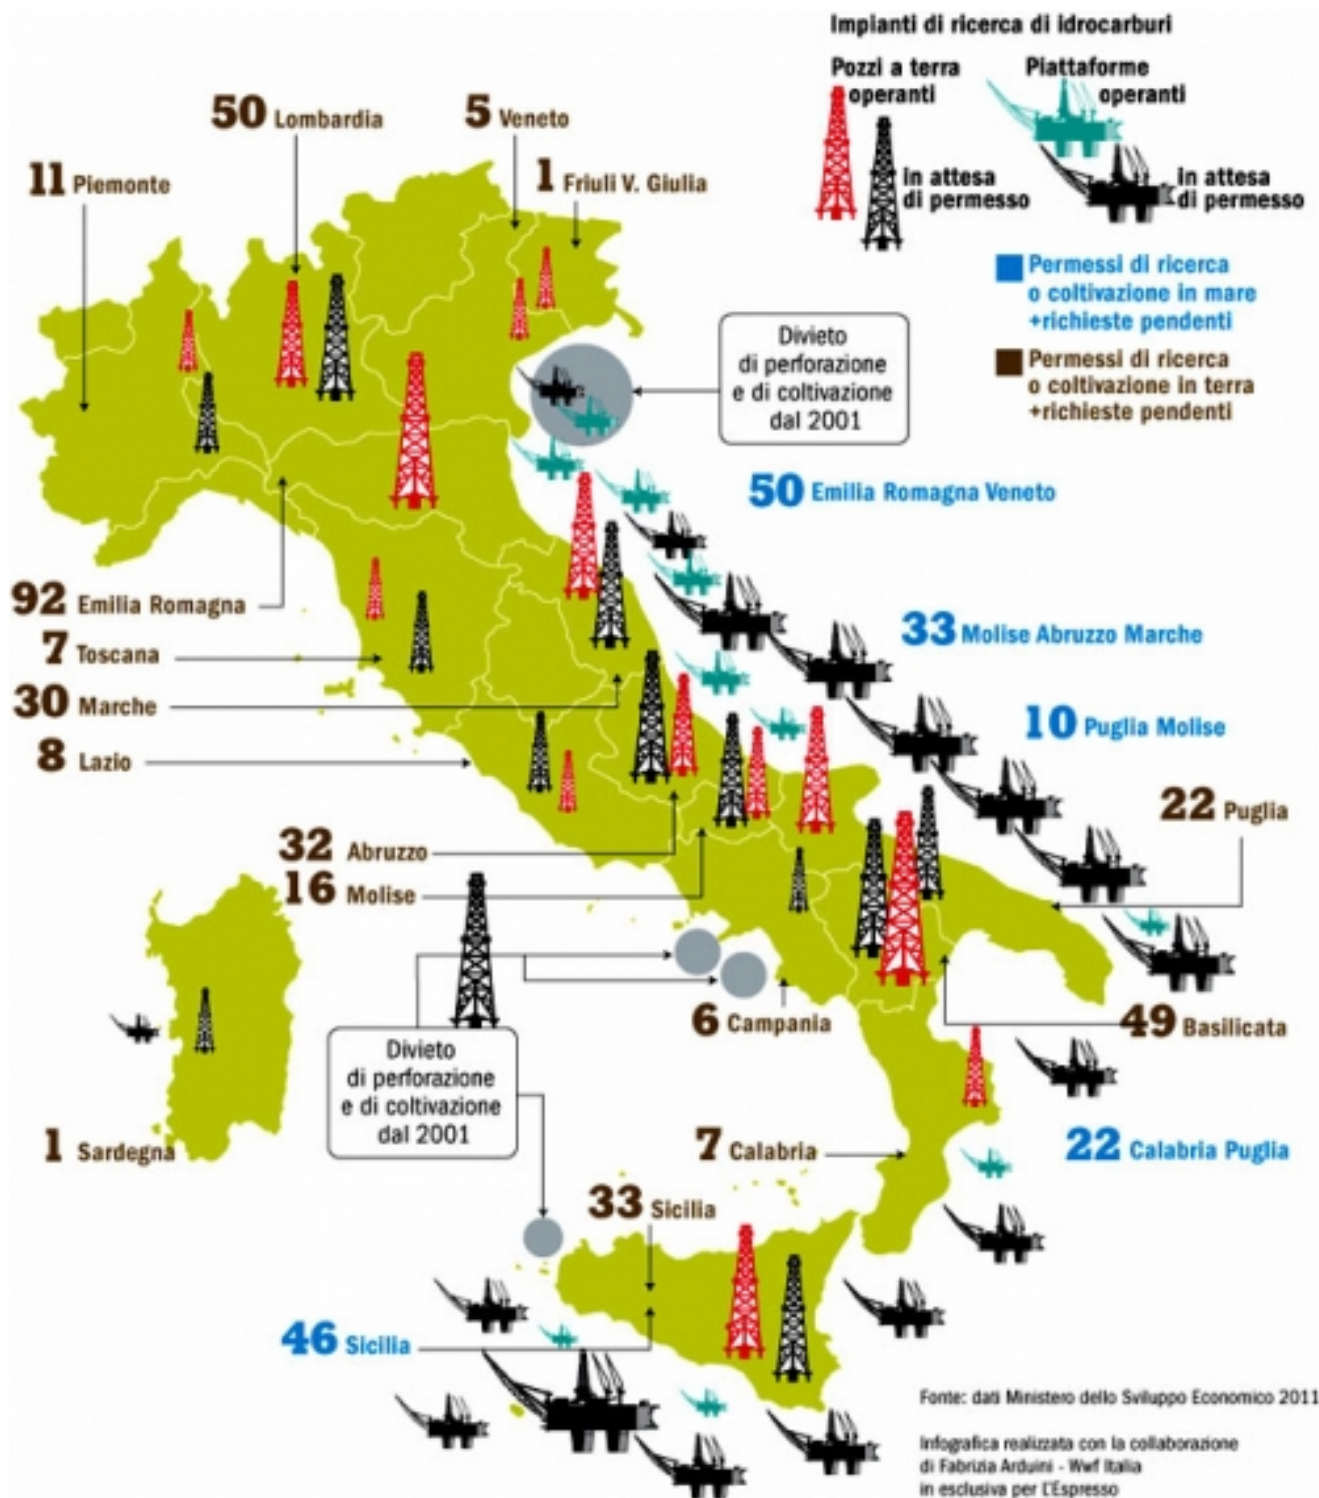 Impianti di ricerca di idrocarburi
Pozzi a terra
operanti
in attesa
di permesso
Piattaforme
operanti
in attesa
di permesso
Permessi di ricerca
o coltivazione in mare
+richieste pendenti
Permessi di ricerca
o coltivazione in terra
+richieste pendenti
50 Lombardia
5 Veneto
11 Piemonte
1 Friuli V. Giulia
Divieto
di perforazione
e di coltivazione
dal 2001
50 Emilia Romagna Veneto
92 Emilia Romagna
7 Toscana
33 Molise Abruzzo Marche
30 Marche
10 Puglia Molise
8 Lazio
22 Puglia
32 Abruzzo
16 Molise
6 Campania
49 Basilicata
Divieto
di perforazione
e di coltivazione
dal 2001
1 Sardegna
7 Calabria
22 Calabria Puglia
33 Sicilia
46 Sicilia
Fonte: dati Ministero dello Sviluppo Economico 2011
Infografica realizzata con la collaborazione
di Fabrizia Arduini - Wwf Italia
in esclusiva per L'Espresso